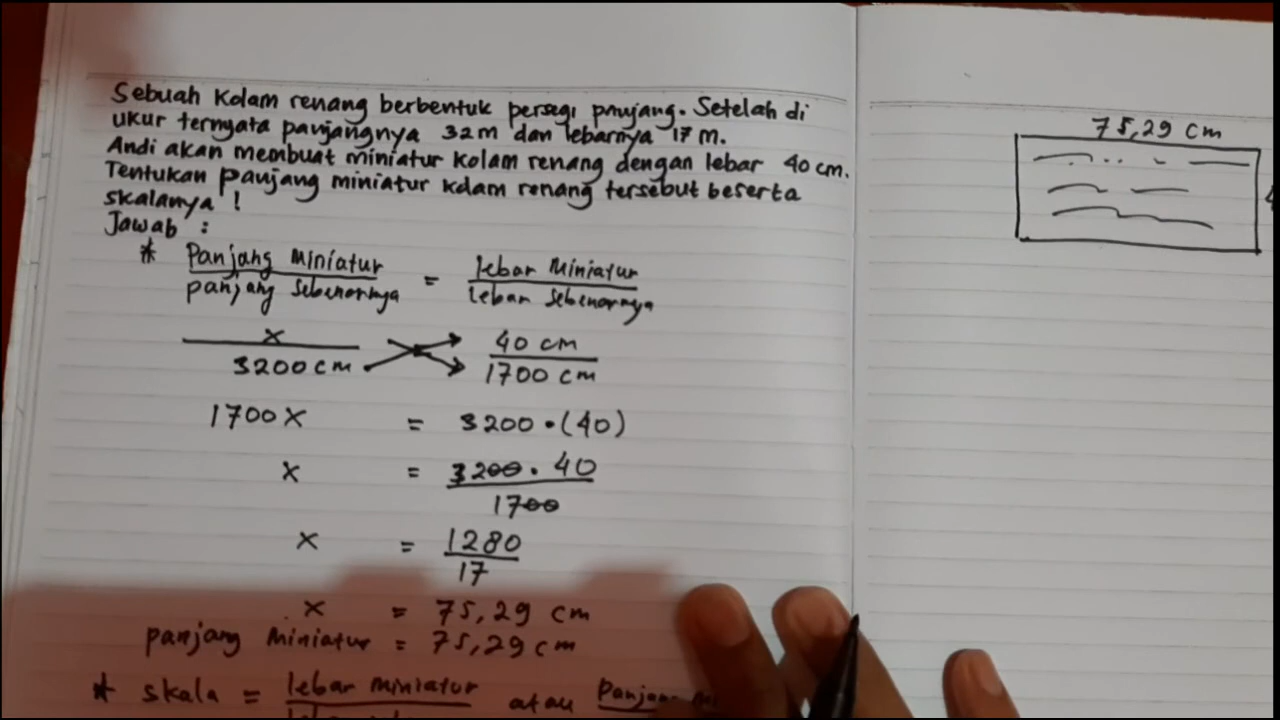 Sebuah kolam renang berbentuk persegi pnujang. Setelah di
ukur ternyata panjangnya 32m dan lebarnya 17 m.
Andi akan membuat miniatur kolam renang dengan lebar 40 cm.
Tentukan panjang miniatur kolam renang tersebut beserta
skalanya !
Jawab :
* Panjang Miniatur / panjang sebenarnya = lebar Miniatur / lebar sebenarnya
x / 3200 cm 40 cm / 1700 cm
1700 x = 3200 • (40)
x = 3200 . 40 / 1700
x = 1280 / 17
x = 75,29 cm
panjang miniatur = 75,29 cm
* skala = lebar miniatur atau
75,29 cm